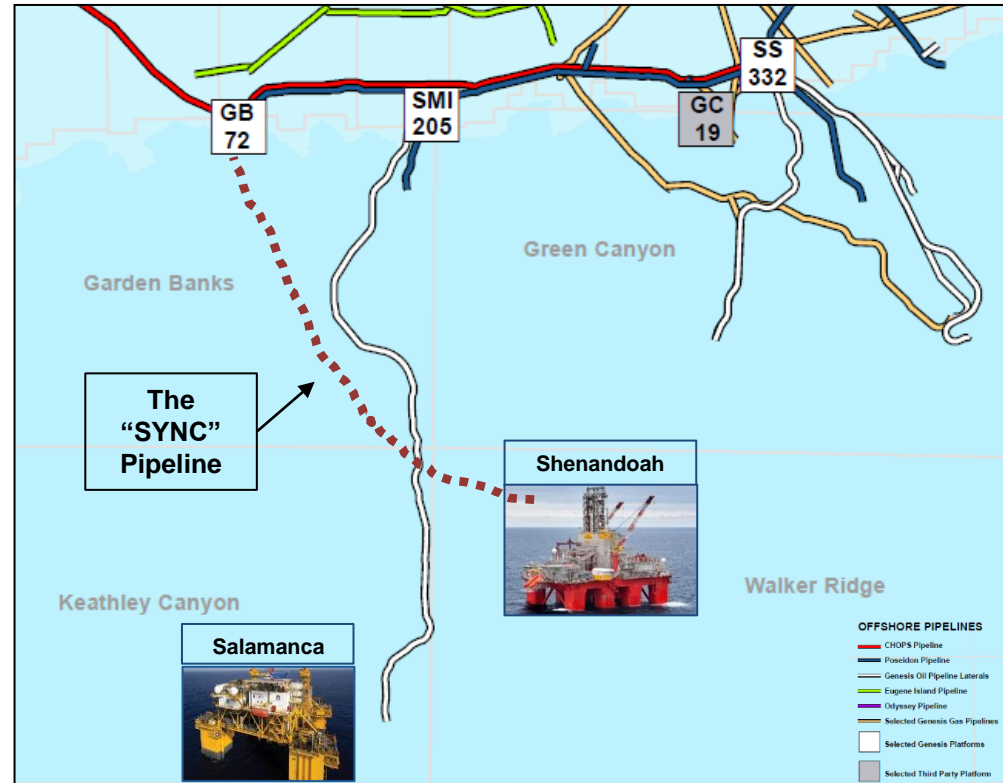 SS
332
GB
72
SMI
205
GC
19
Green Canyon
Garden Banks
The
“SYNC”
Pipeline
Shenandoah
Keathley Canyon
Walker Ridge
Salamanca
OFFSHORE PIPELINES
CHOPS Pipeline
Poseidon Pipeline
Genesis Oil Pipeline Laterals
Eugene Island Pipeline
Odyssey Pipeline
Selected Genesis Gas Pipelines
Selected Genesis Platforms
Selected Third Party Platform